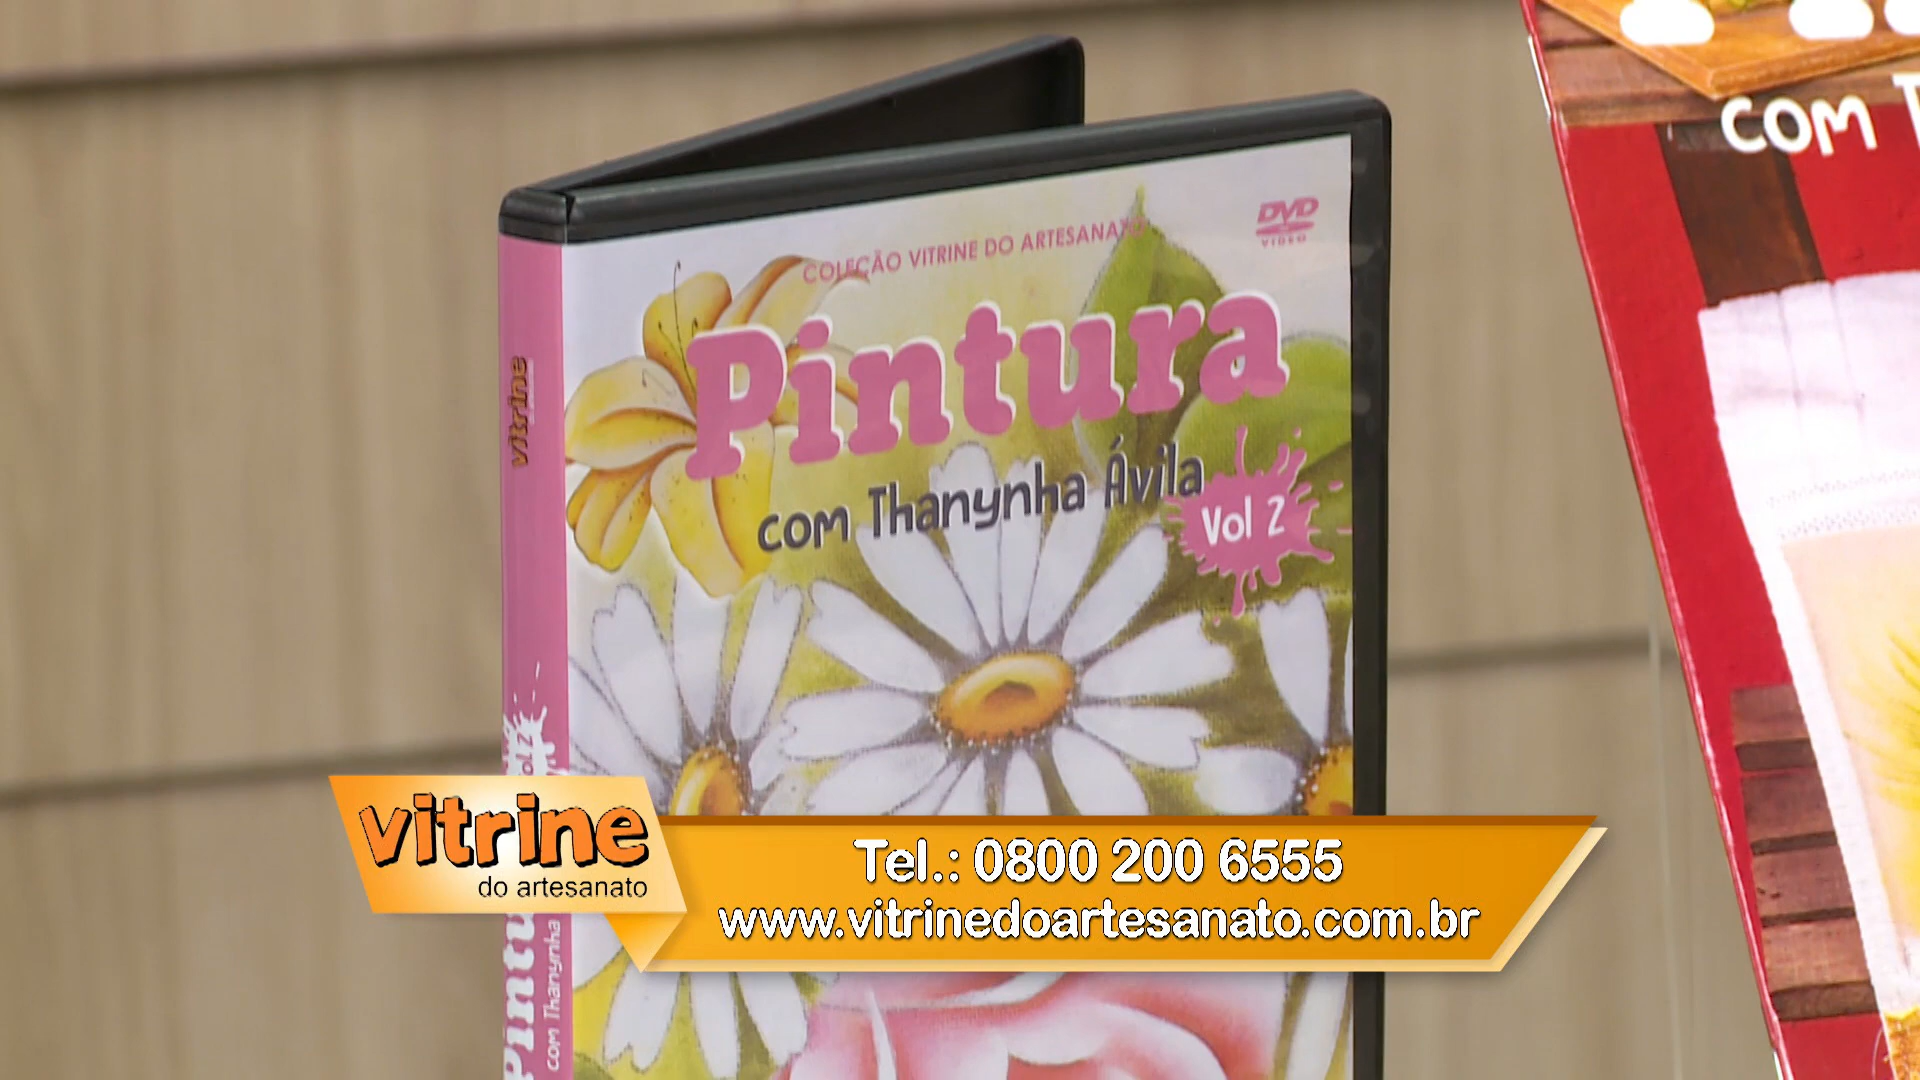 COLEÇÃO VITRINE DO ARTESANATO
DVD
VIDEO
Pintura
com Thanynha Ávila
Vol 2
vitrine
Vol 2
Pintu
com Thanynha
com T
vitrine
do artesanato
Tel.: 0800 200 6555
www.vitrinedoartesanato.com.br